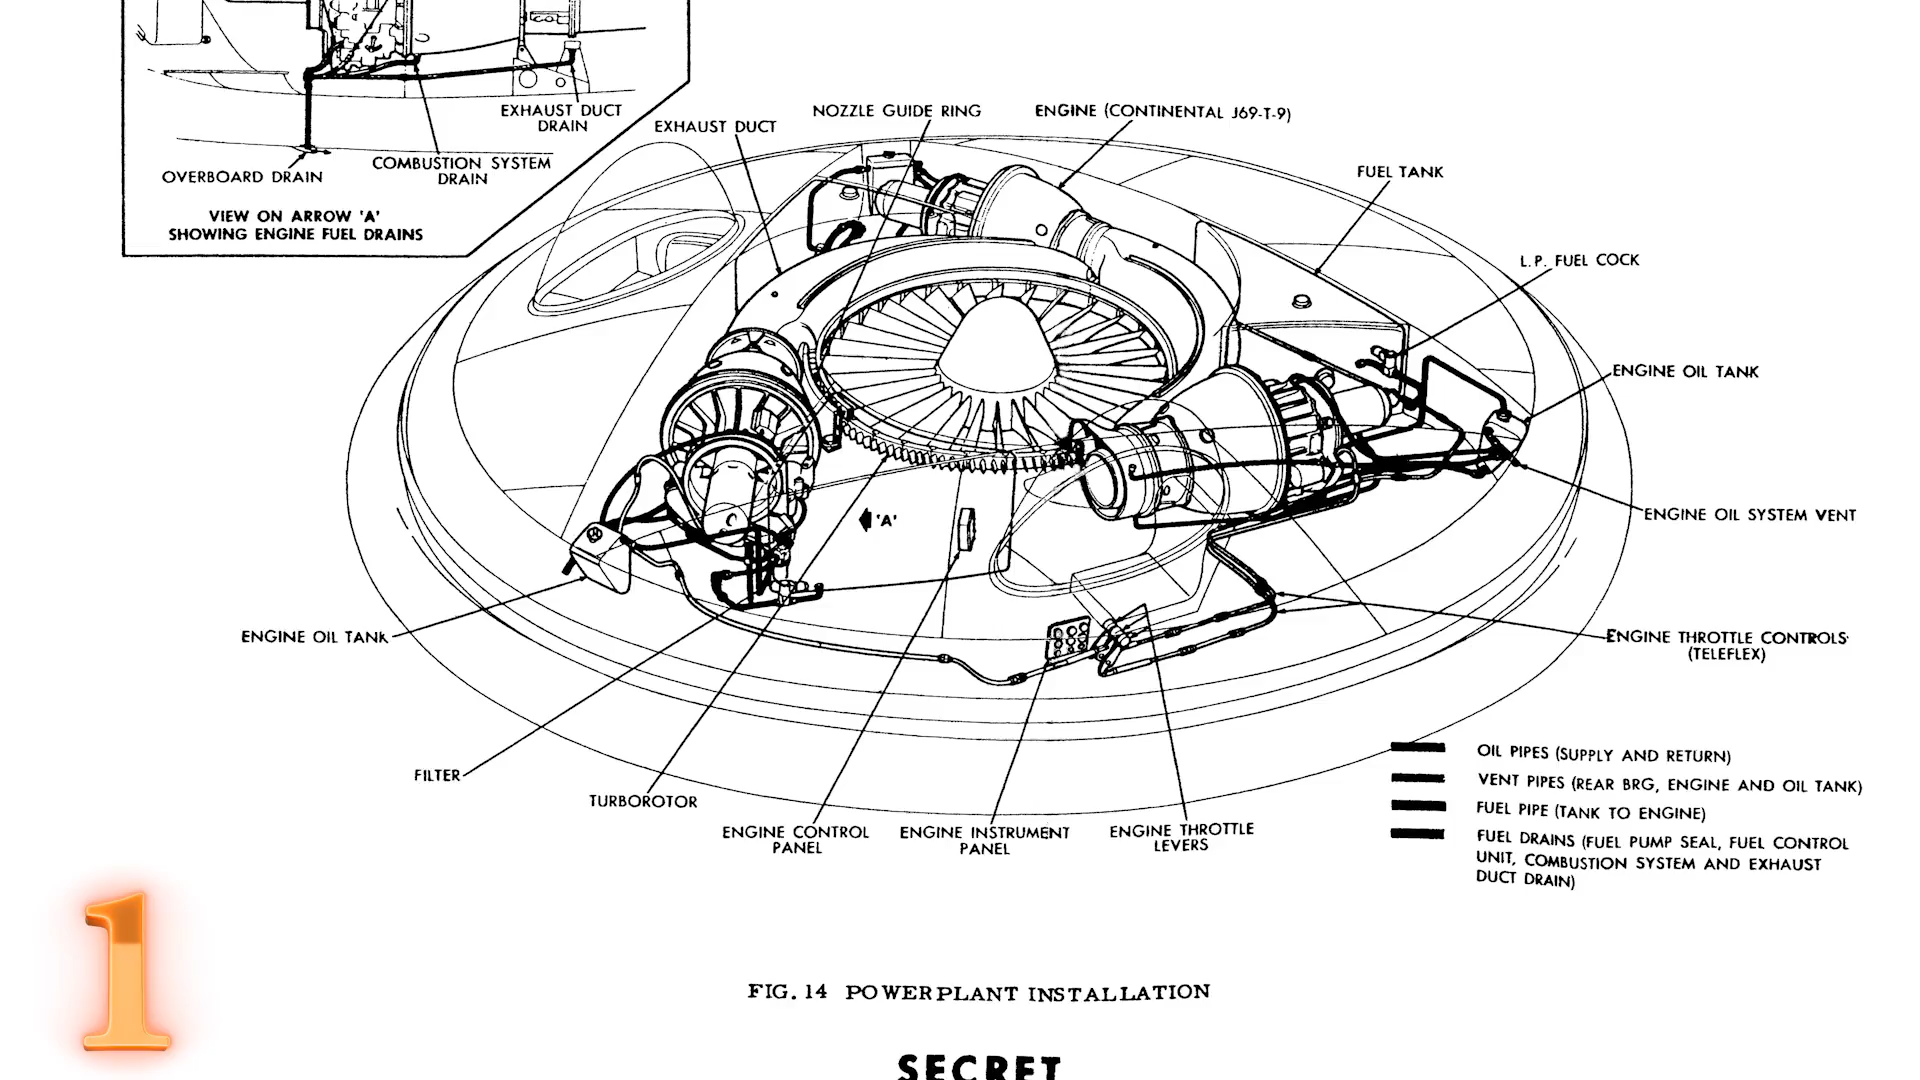 EXHAUST DUCT
DRAIN
COMBUSTION SYSTEM
DRAIN
OVERBOARD DRAIN
VIEW ON ARROW 'A'
SHOWING ENGINE FUEL DRAINS
EXHAUST DUCT
NOZZLE GUIDE RING
ENGINE (CONTINENTAL J69-T-9)
FUEL TANK
L.P. FUEL COCK
ENGINE OIL TANK
ENGINE OIL SYSTEM VENT
'A'
ENGINE OIL TANK
ENGINE THROTTLE CONTROLS
(TELEFLEX)
FILTER
TURBOROTOR
ENGINE CONTROL
PANEL
ENGINE INSTRUMENT
PANEL
ENGINE THROTTLE
LEVERS
OIL PIPES (SUPPLY AND RETURN)
VENT PIPES (REAR BRG, ENGINE AND OIL TANK)
FUEL PIPE (TANK TO ENGINE)
FUEL DRAINS (FUEL PUMP SEAL, FUEL CONTROL
UNIT, COMBUSTION SYSTEM AND EXHAUST
DUCT DRAIN)
1
FIG. 14 POWERPLANT INSTALLATION
SECRET